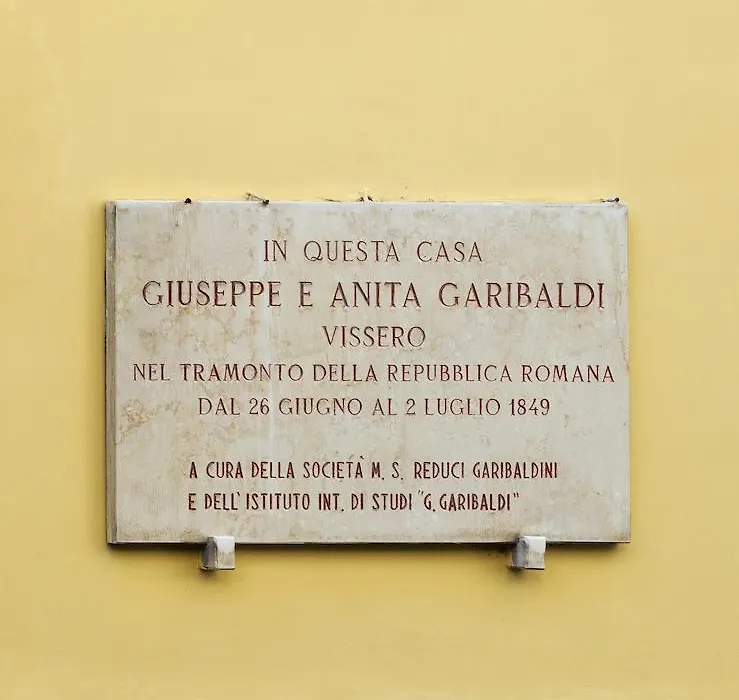 IN QUESTA CASA
GIUSEPPE E ANITA GARIBALDI
VISSERO
NEL TRAMONTO DELLA REPUBBLICA ROMANA
DAL 26 GIUGNO AL 2 LUGLIO 1849
A CURA DELLA SOCIETÀ M. S. REDUCI GARIBALDINI
E DELL' ISTITUTO INT. DI STUDI "G. GARIBALDI"